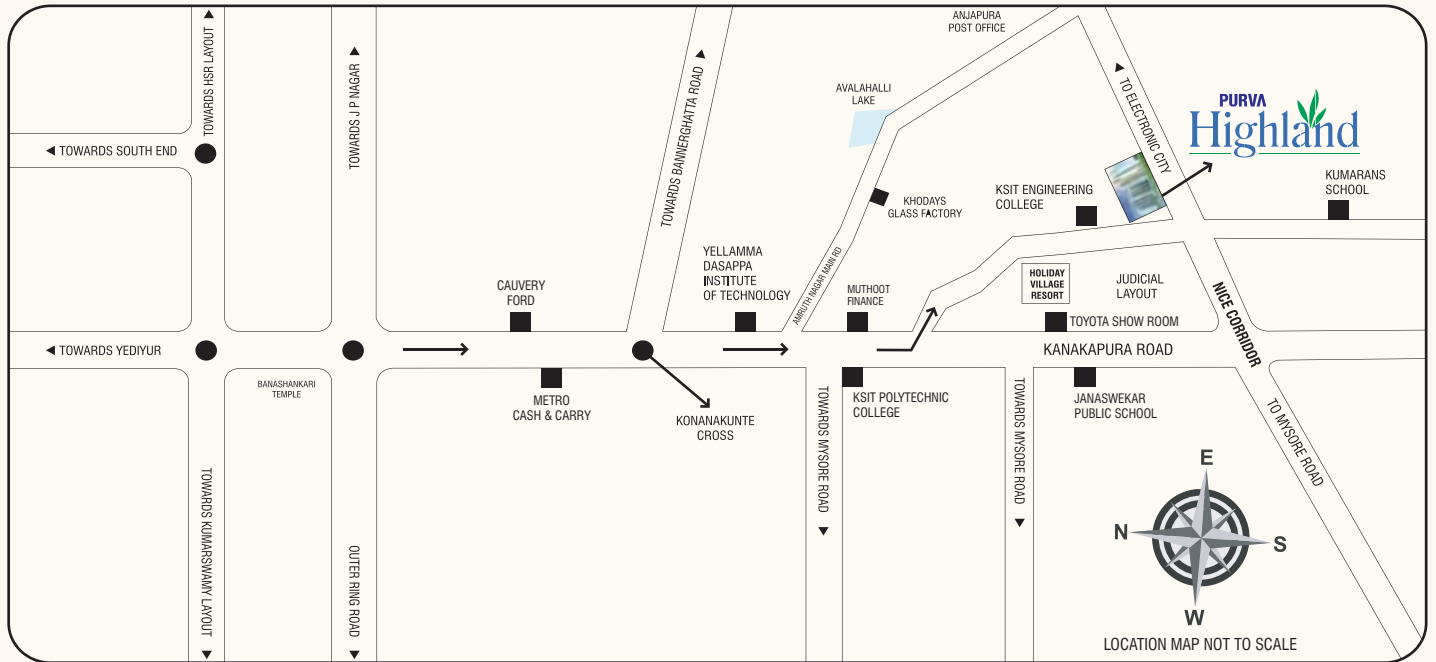 ANJAPURA
POST OFFICE
TOWARDS HSR LAYOUT
TOWARDS J P NAGAR
TOWARDS BANNERGHATTA ROAD
AVALAHALLI
LAKE
TO ELECTRONIC CITY
PURVA
Highland
TOWARDS SOUTH END
KUMARANS
SCHOOL
KSIT ENGINEERING
COLLEGE
KHODAYS
GLASS FACTORY
YELLAMMA
DASAPPA
INSTITUTE
OF TECHNOLOGY
AMRUTH NAGAR MAIN RD
CAUVERY
FORD
MUTHOOT
FINANCE
HOLIDAY
VILLAGE
RESORT
JUDICIAL
LAYOUT
NICE CORRIDOR
TOYOTA SHOW ROOM
TOWARDS YEDIYUR
KANAKAPURA ROAD
BANASHANKARI
TEMPLE
METRO
CASH & CARRY
KONANAKUNTE
CROSS
TOWARDS MYSORE ROAD
KSIT POLYTECHNIC
COLLEGE
TOWARDS MYSORE ROAD
JANASWEKAR
PUBLIC SCHOOL
TO MYSORE ROAD
TOWARDS KUMARSWAMY LAYOUT
OUTER RING ROAD
E
N
S
W
LOCATION MAP NOT TO SCALE